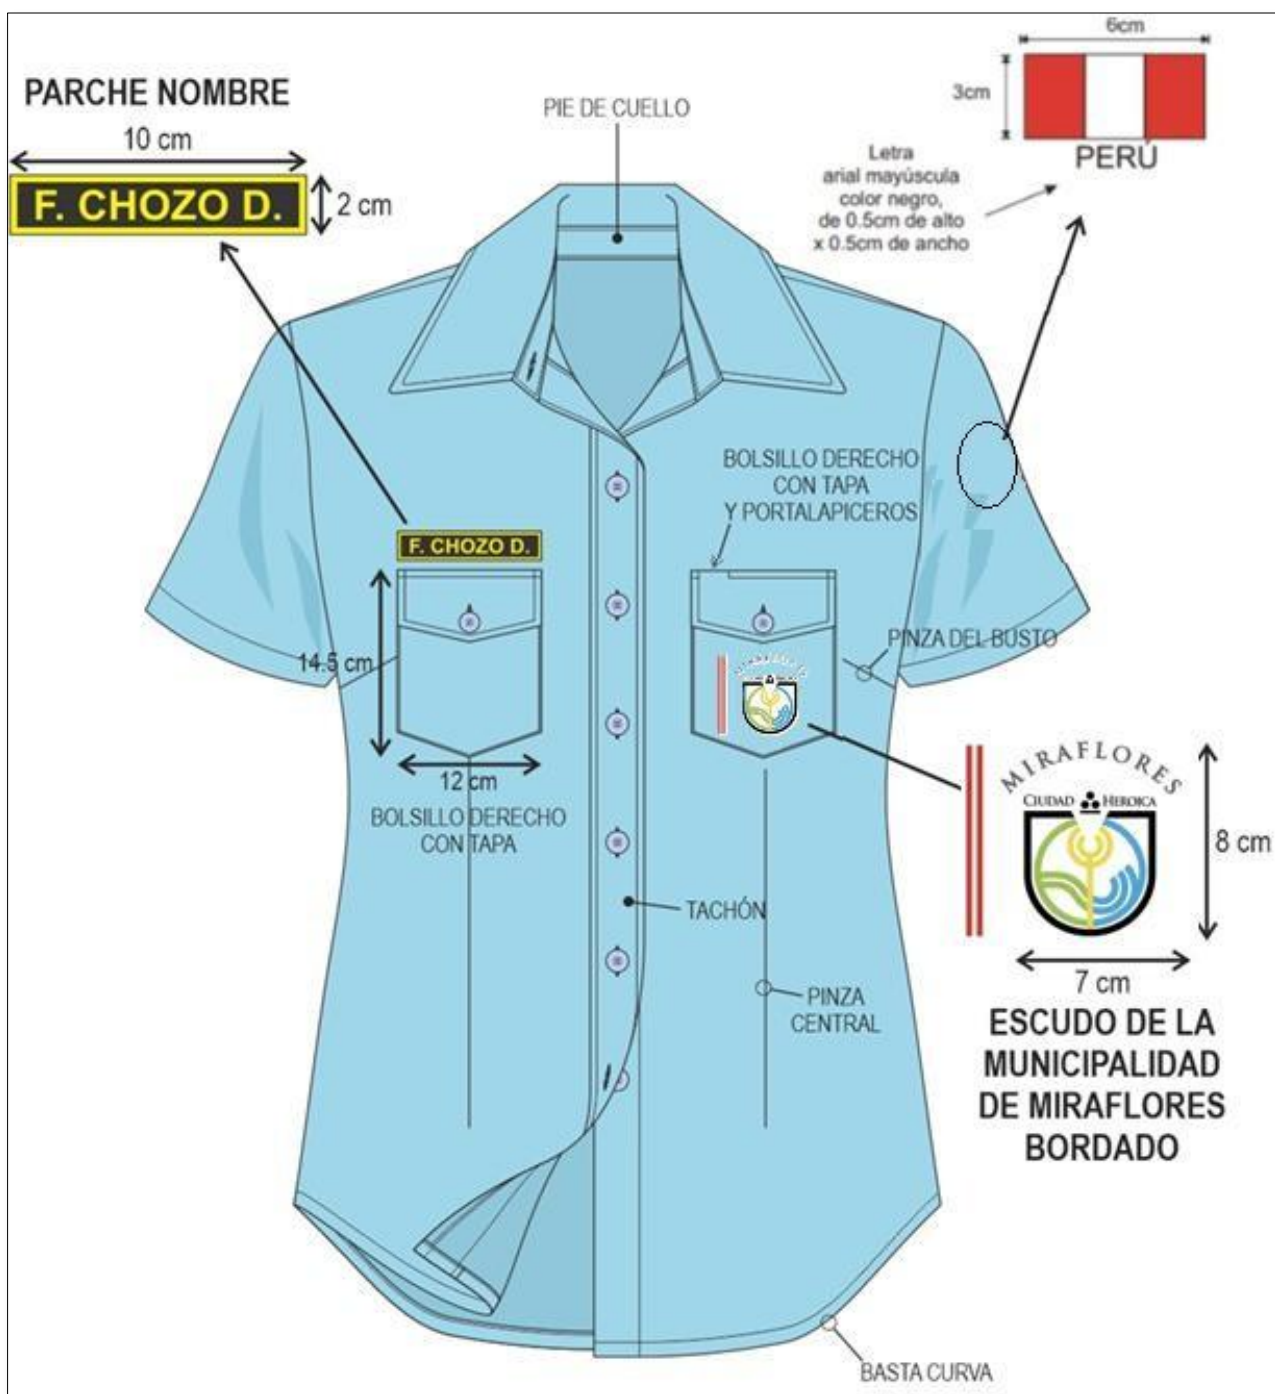 PARCHE NOMBRE
10 cm
F. CHOZO D.
2 cm
PIE DE CUELLO
6cm
3cm
PERÚ
Letra
arial mayúscula
color negro,
de 0.5cm de alto
x 0.5cm de ancho
BOLSILLO DERECHO
CON TAPA
Y PORTALAPICEROS
F. CHOZO D.
14.5 cm
12 cm
BOLSILLO DERECHO
CON TAPA
PINZA DEL BUSTO
MIRAFLORES
CIUDAD HEROICA
8 cm
7 cm
ESCUDO DE LA
MUNICIPALIDAD
DE MIRAFLORES
BORDADO
TACHÓN
PINZA
CENTRAL
BASTA CURVA